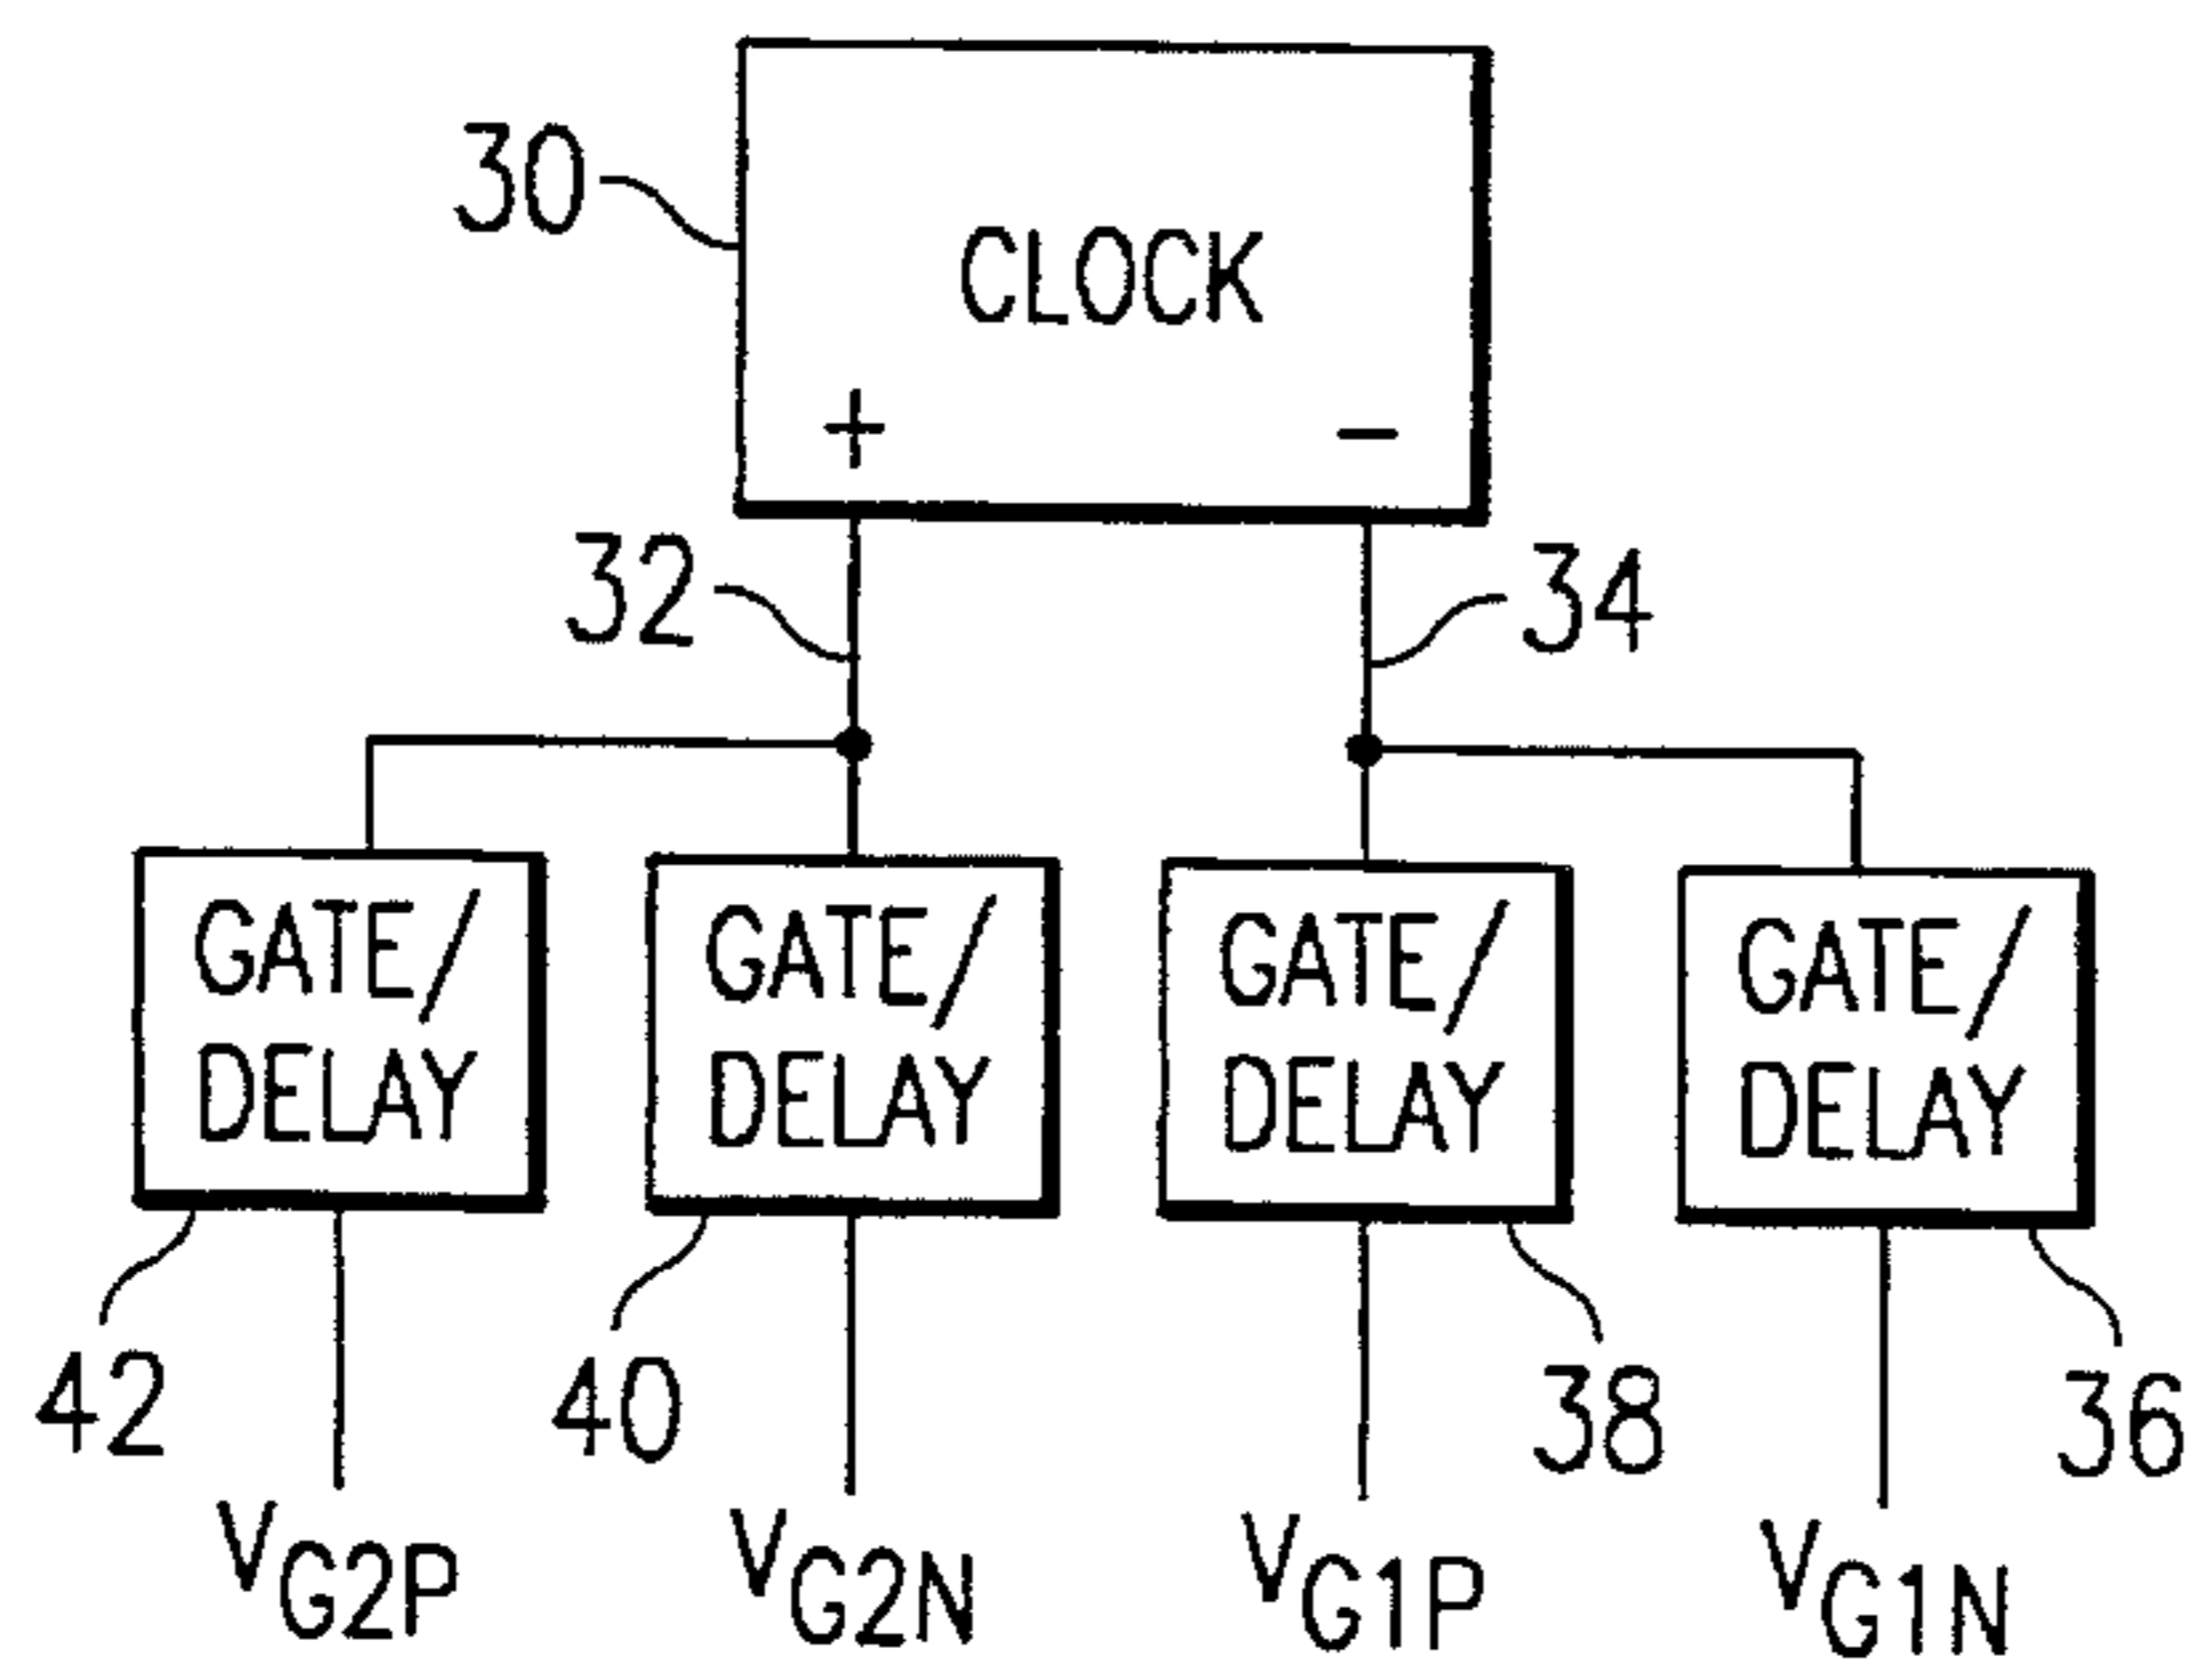 30
CLOCK
+ −
32
34
GATE/
DELAY
GATE/
DELAY
GATE/
DELAY
GATE/
DELAY
42
40
38
36
VG2P
VG2N
VG1P
VG1N